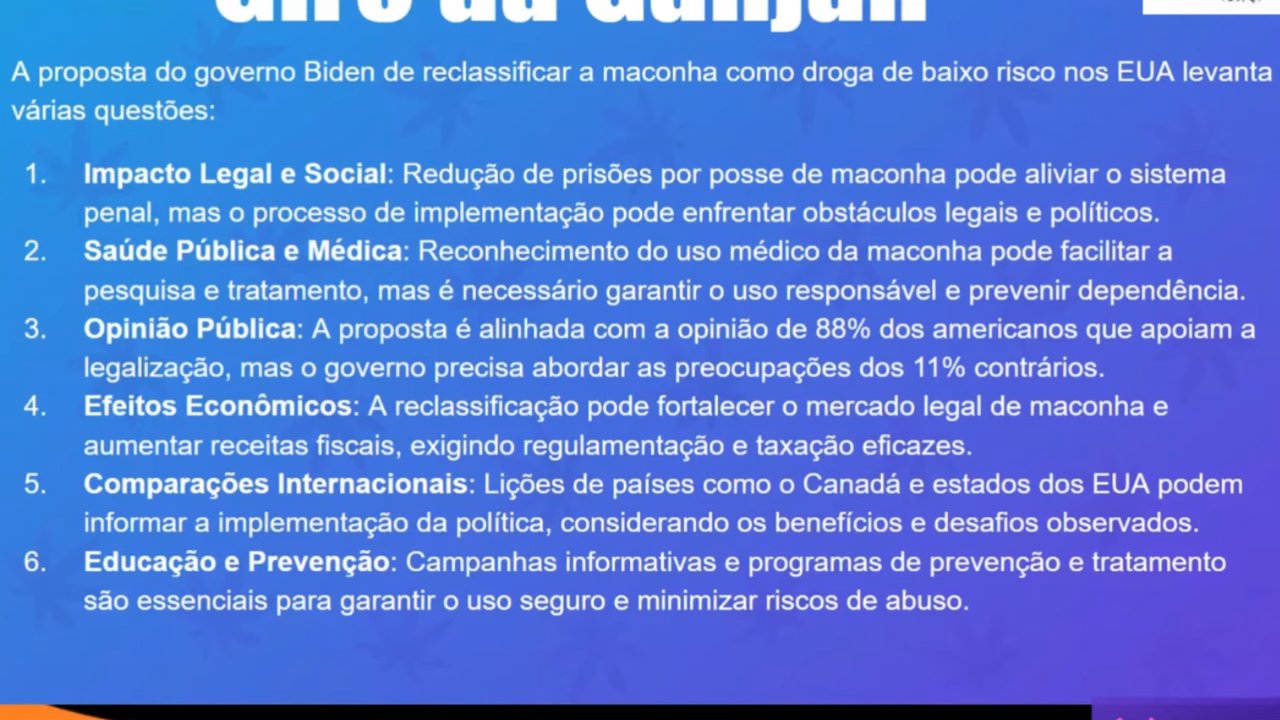 Giro da Ganjah
A proposta do governo Biden de reclassificar a maconha como droga de baixo risco nos EUA levanta
várias questões:
1. Impacto Legal e Social: Redução de prisões por posse de maconha pode aliviar o sistema
penal, mas o processo de implementação pode enfrentar obstáculos legais e políticos.
2. Saúde Pública e Médica: Reconhecimento do uso médico da maconha pode facilitar a
pesquisa e tratamento, mas é necessário garantir o uso responsável e prevenir dependência.
3. Opinião Pública: A proposta é alinhada com a opinião de 88% dos americanos que apoiam a
legalização, mas o governo precisa abordar as preocupações dos 11% contrários.
4. Efeitos Econômicos: A reclassificação pode fortalecer o mercado legal de maconha e
aumentar receitas fiscais, exigindo regulamentação e taxação eficazes.
5. Comparações Internacionais: Lições de países como o Canadá e estados dos EUA podem
informar a implementação da política, considerando os benefícios e desafios observados.
6. Educação e Prevenção: Campanhas informativas e programas de prevenção e tratamento
são essenciais para garantir o uso seguro e minimizar riscos de abuso.